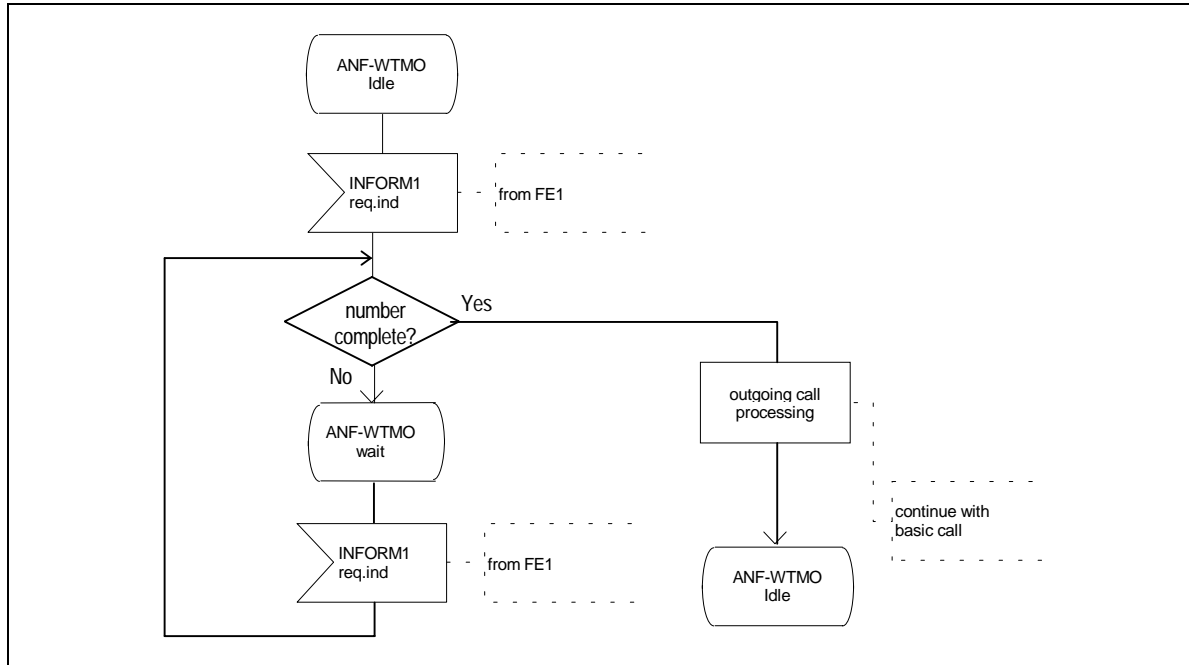 ANF-WTMO
Idle
INFORM1
req.ind
from FE1
number
complete?
Yes
No
ANF-WTMO
wait
INFORM1
req.ind
from FE1
outgoing call
processing
continue with
basic call
ANF-WTMO
Idle